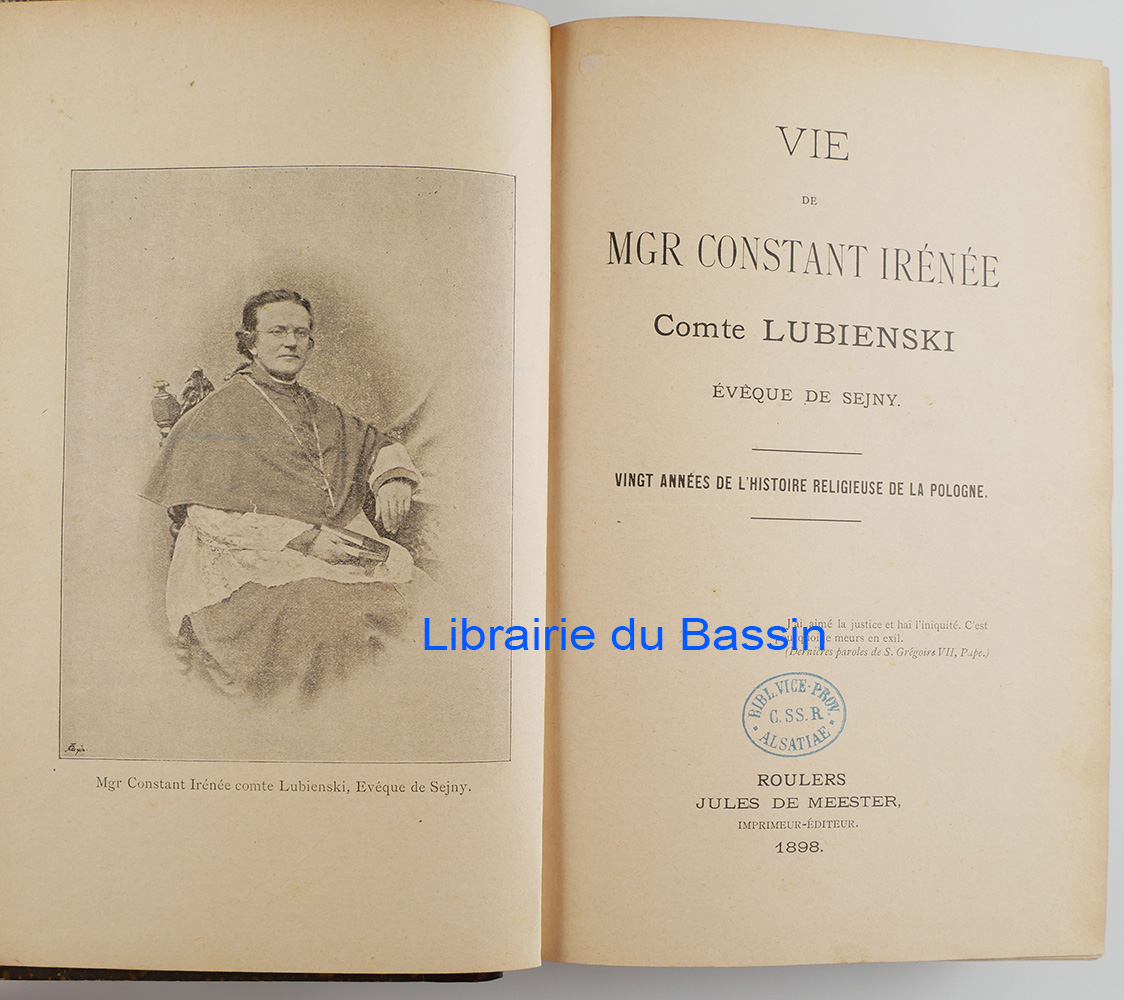 Mgr Constant Irénée comte Lubienski, Evéque de Sejny.
VIE
DE
MGR CONSTANT IRÉNÉE
Comte LUBIENSKI
ÉVÊQUE DE SEJNY.
VINGT ANNÉES DE L'HISTOIRE RELIGIEUSE DE LA POLOGNE.
J'ai aimé la justice et haï l'iniquité. C'est
meurs en exil.
(Dernières paroles de S. Grégoire VII, Pape.)
Librairie du Bassin
BIBL. VICE-PROV.
C.SS.R
ALSATIAE
ROULERS
JULES DE MEESTER,
IMPRIMEUR-ÉDITEUR.
1898.